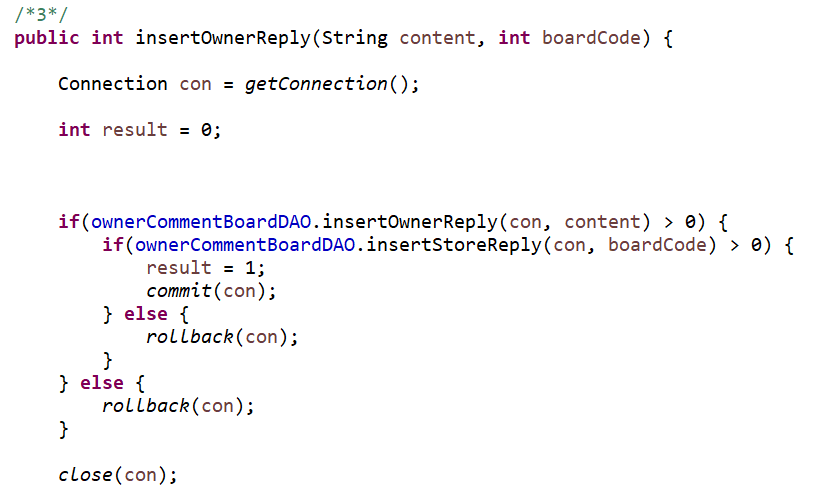 /*3*/
public int insertOwnerReply(String content, int boardCode) {
    Connection con = getConnection();
    int result = 0;
    if(ownerCommentBoardDAO.insertOwnerReply(con, content) > 0) {
        if(ownerCommentBoardDAO.insertStoreReply(con, boardCode) > 0) {
            result = 1;
            commit(con);
        } else {
            rollback(con);
        }
    } else {
        rollback(con);
    }
    close(con);